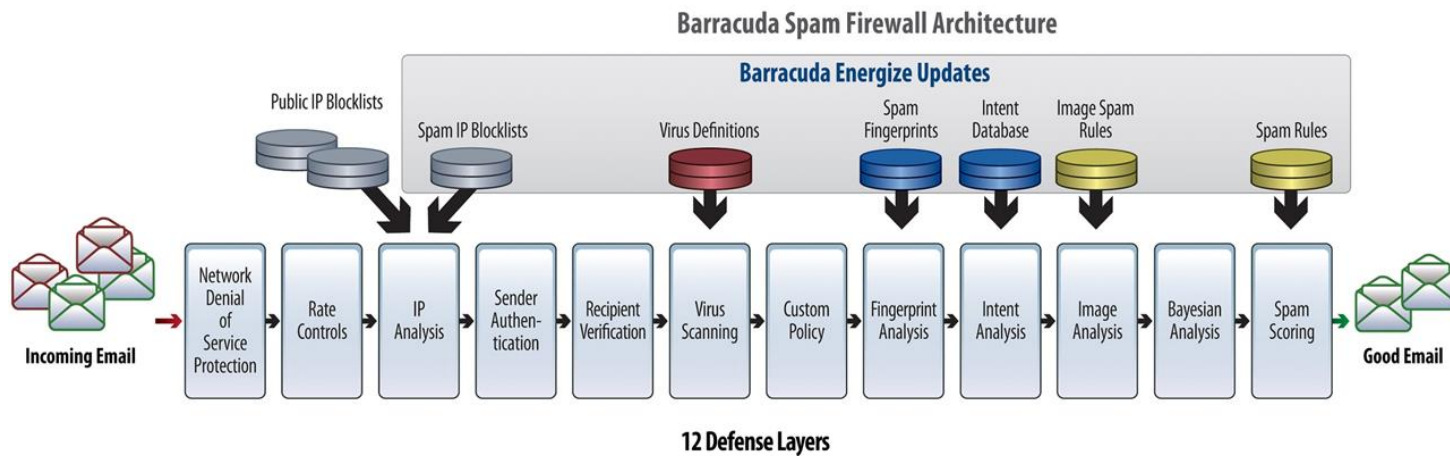 Barracuda Spam Firewall Architecture
Barracuda Energize Updates
Public IP Blocklists
Spam IP Blocklists
Virus Definitions
Spam
Fingerprints
Intent
Database
Image Spam
Rules
Spam Rules
Incoming Email
Network
Denial
of
Service
Protection
Rate
Controls
IP
Analysis
Sender
Authen-
tication
Recipient
Verification
Virus
Scanning
Custom
Policy
Fingerprint
Analysis
Intent
Analysis
Image
Analysis
Bayesian
Analysis
Spam
Scoring
Good Email
12 Defense Layers